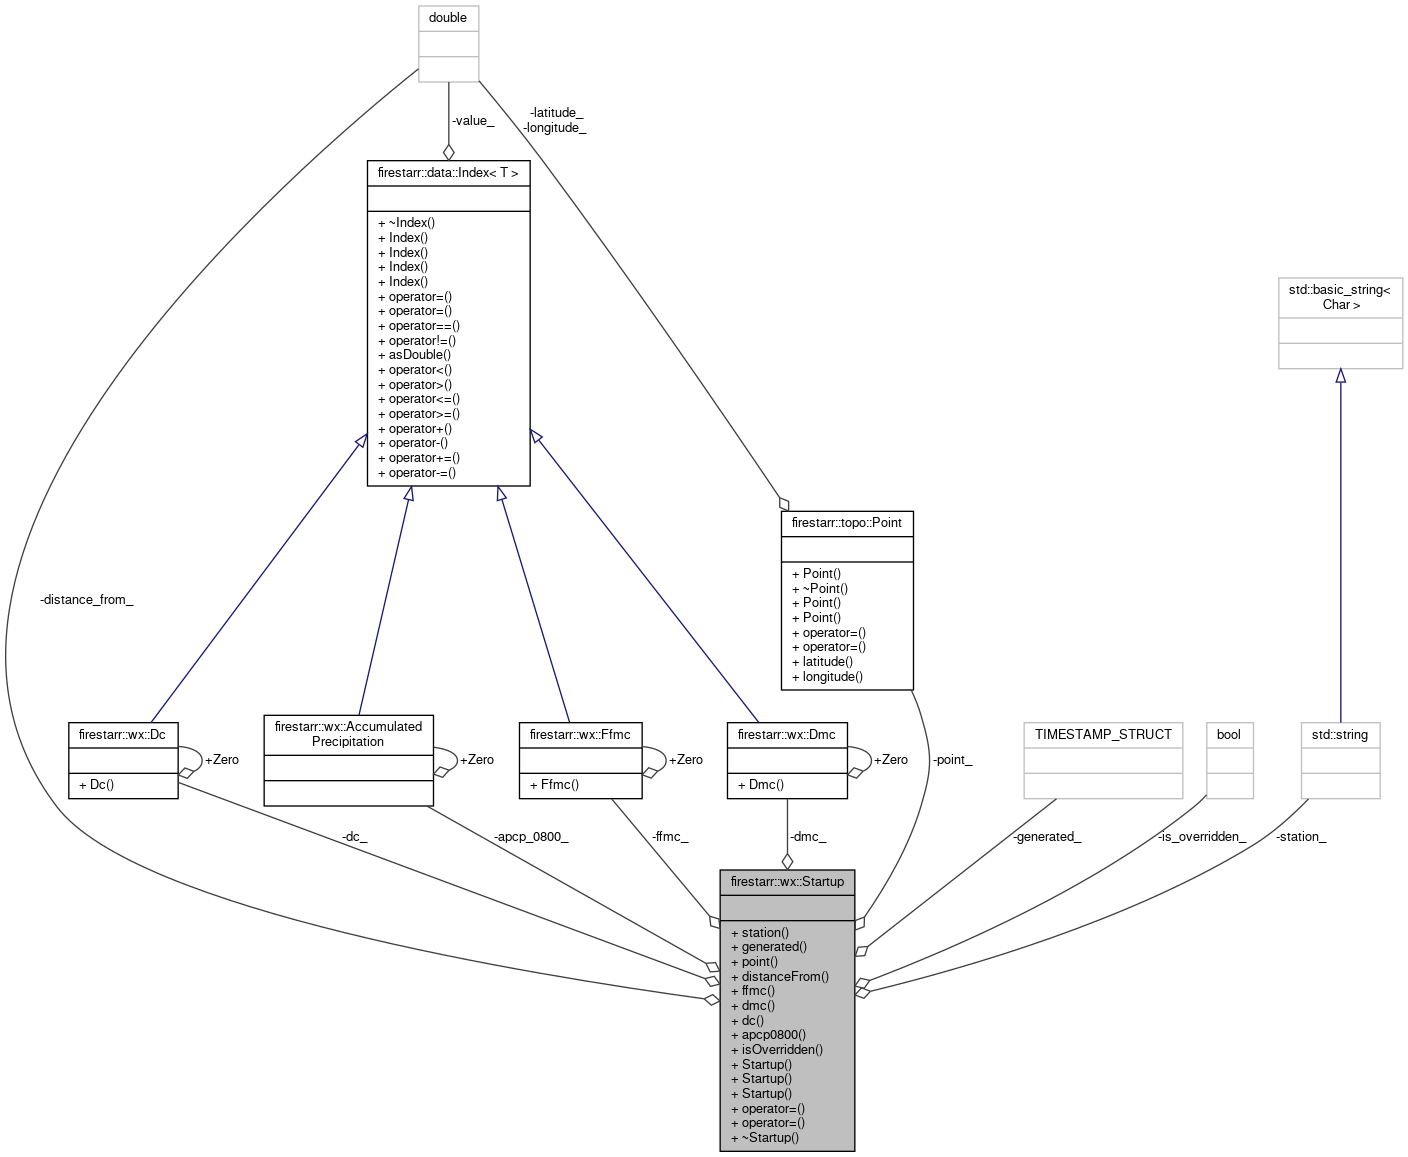 double
-latitude_
-longitude_
-value_
firestarr::data::Index< T >
+ ~Index()
+ Index()
+ Index()
+ Index()
+ Index()
+ operator=()
+ operator=()
+ operator==()
+ operator!=()
+ asDouble()
+ operator<()
+ operator>()
+ operator<=()
+ operator>=()
+ operator+()
+ operator-()
+ operator+=()
+ operator-=()
std::basic_string<
Char >
firestarr::topo::Point
+ Point()
+ ~Point()
+ Point()
+ Point()
+ operator=()
+ operator=()
+ latitude()
+ longitude()
-distance_from_
firestarr::wx::Dc
+ Dc()
+Zero
firestarr::wx::Accumulated
Precipitation
+Zero
firestarr::wx::Ffmc
+ Ffmc()
+Zero
firestarr::wx::Dmc
+ Dmc()
+Zero
-point_
TIMESTAMP_STRUCT
bool
std::string
-dc_
-apcp_0800_
-ffmc_
-dmc_
-generated_
-is_overridden_
-station_
firestarr::wx::Startup
+ station()
+ generated()
+ point()
+ distanceFrom()
+ ffmc()
+ dmc()
+ dc()
+ apcp0800()
+ isOverridden()
+ Startup()
+ Startup()
+ Startup()
+ operator=()
+ operator=()
+ ~Startup()